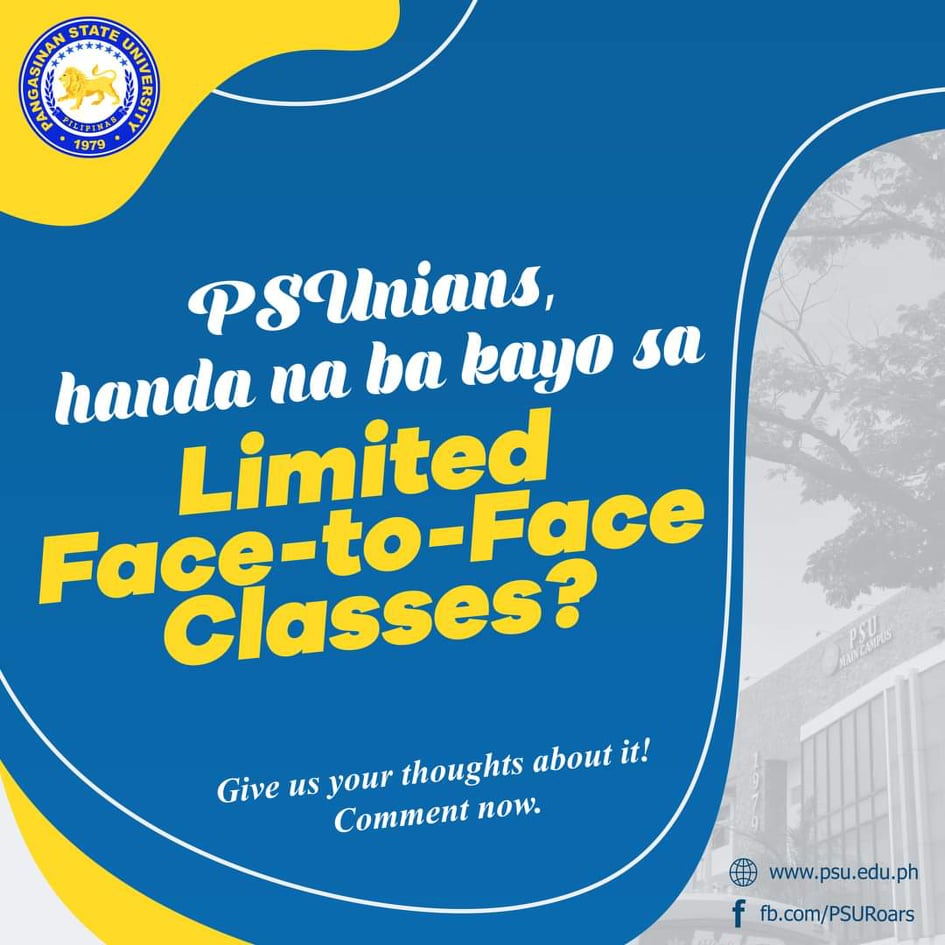 PANGASINAN STATE UNIVERSITY
PILIPINAS
• 1979 •
PSUnians,
handa na ba kayo sa
Limited
Face-to-Face
Classes?
Give us your thoughts about it!
Comment now.
PSU
MAIN CAMPUS
1979
www.psu.edu.ph
fb.com/PSURoars